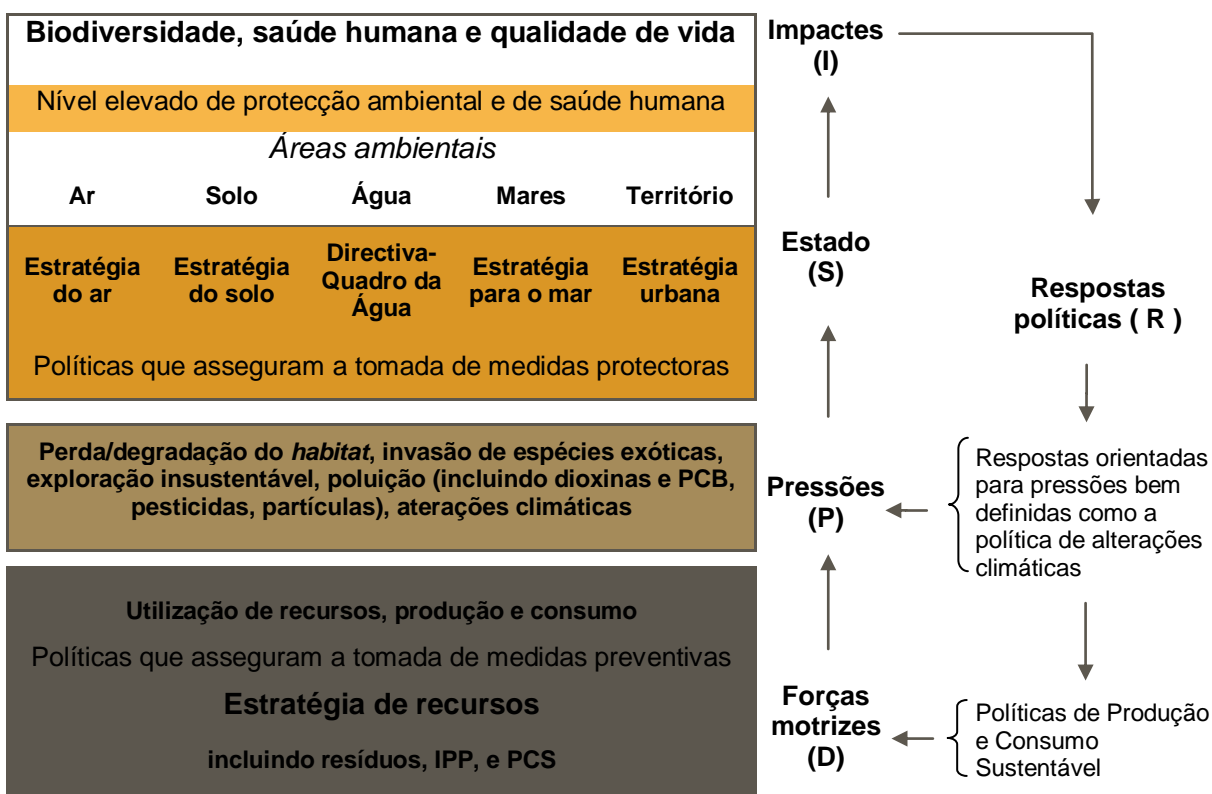 Biodiversidade, saúde humana e qualidade de vida
Nível elevado de protecção ambiental e de saúde humana
Áreas ambientais
Ar
Solo
Água
Mares
Território
Estratégia
do ar
Estratégia
do solo
Directiva-
Quadro da
Água
Estratégia
para o mar
Estratégia
urbana
Políticas que asseguram a tomada de medidas protectoras
Perda/degradação do habitat, invasão de espécies exóticas,
exploração insustentável, poluição (incluindo dioxinas e PCB,
pesticidas, partículas), aterações climáticas
Utilização de recursos, produção e consumo
Políticas que asseguram a tomada de medidas preventivas
Estratégia de recursos
incluindo resíduos, IPP, e PCS
Impactes
(I)
Estado
(S)
Pressões
(P)
Forças
motrizes
(D)
Respostas
políticas ( R )
Respostas orientadas
para pressões bem
definidas como a
política de alterações
climáticas
Políticas de Produção
e Consumo
Sustentável